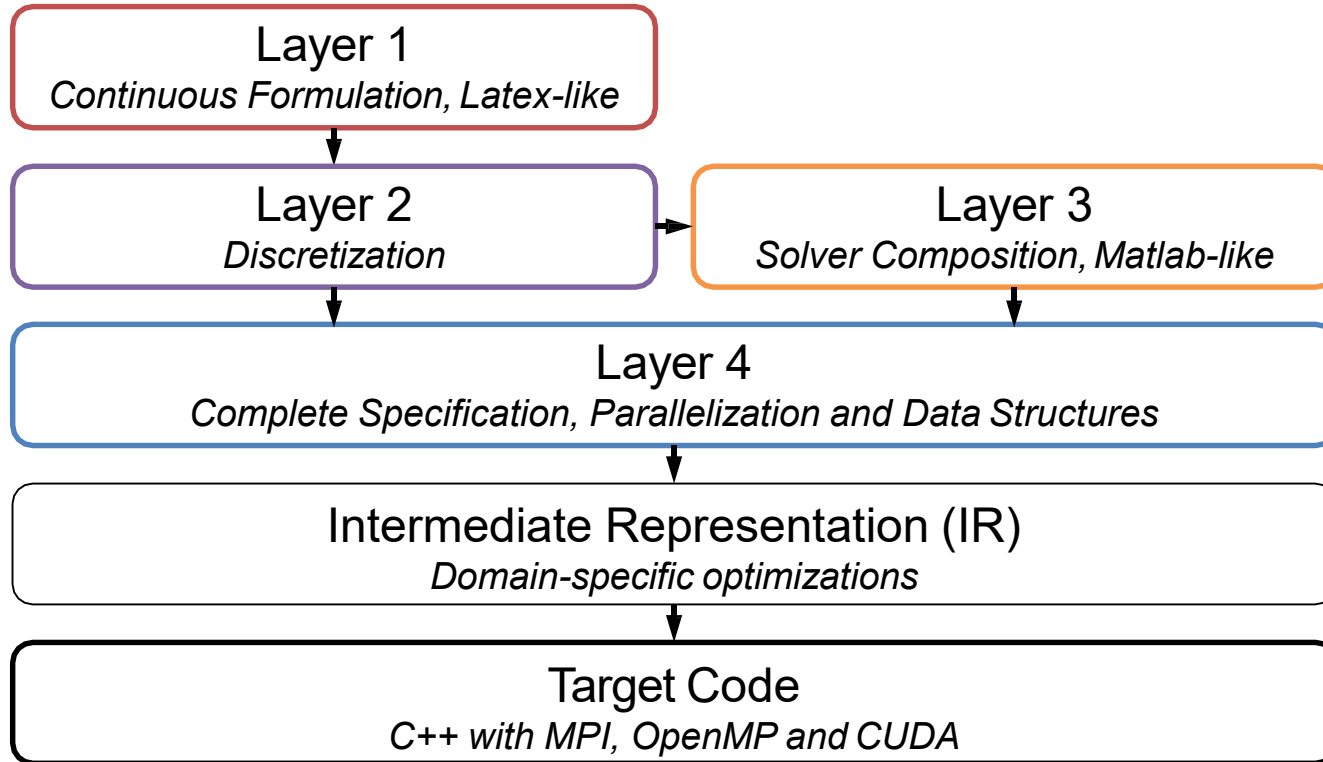 Layer 1
Continuous Formulation, Latex-like
Layer 2
Discretization
Layer 3
Solver Composition, Matlab-like
Layer 4
Complete Specification, Parallelization and Data Structures
Intermediate Representation (IR)
Domain-specific optimizations
Target Code
C++ with MPI, OpenMP and CUDA